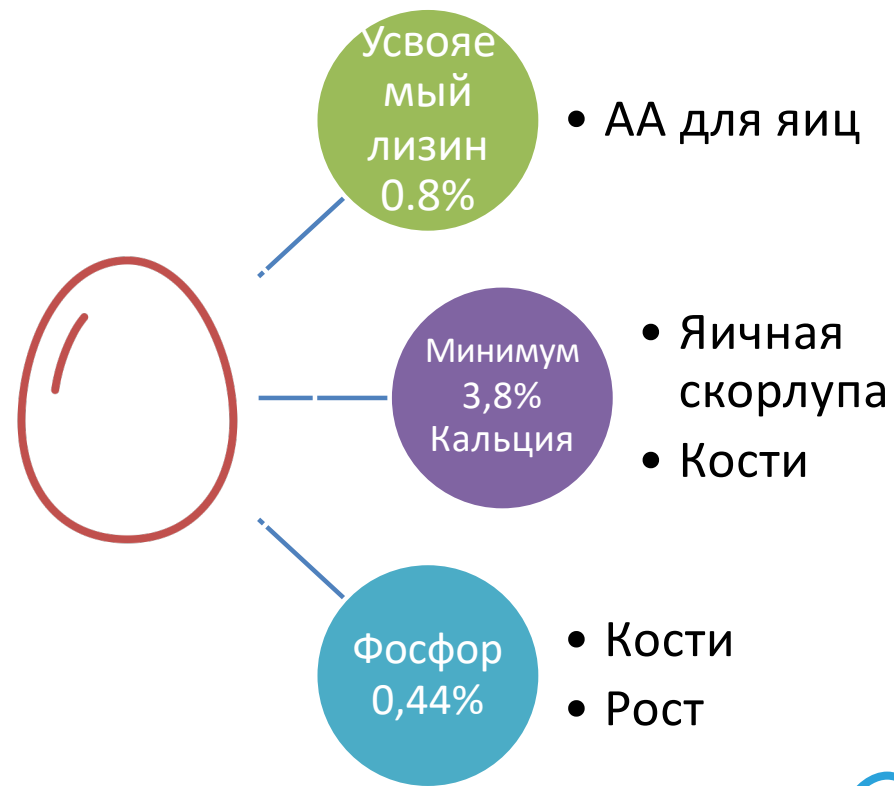 Усвояе
мый
лизин
0.8%
• АА для яиц
Минимум
3,8%
Кальция
• Яичная
скорлупа
• Кости
Фосфор
0,44%
• Кости
• Рост